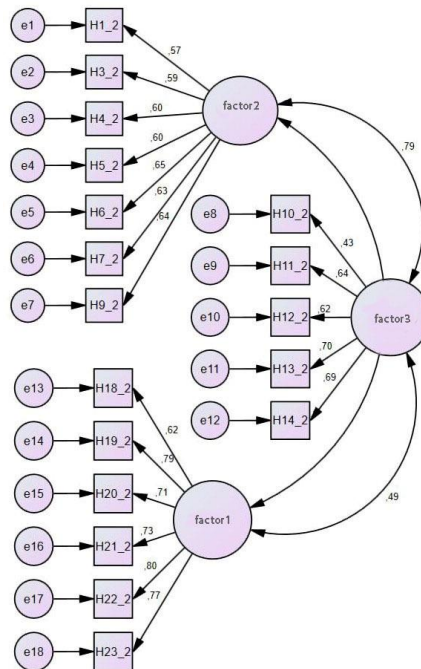 e1 H1_2
,57
e2 H3_2
,59
e3 H4_2
,60
factor2
e4 H5_2
,60
,79
e5 H6_2
,65
e6 H7_2
,63
,64
e7 H9_2
e8 H10_2
,43
e9 H11_2
,64
e10 H12_2
,62
factor3
e11 H13_2
,70
e12 H14_2
,69
e13 H18_2
,62
e14 H19_2
,79
e15 H20_2
,71
,49
factor1
e16 H21_2
,73
e17 H22_2
,80
e18 H23_2
,77